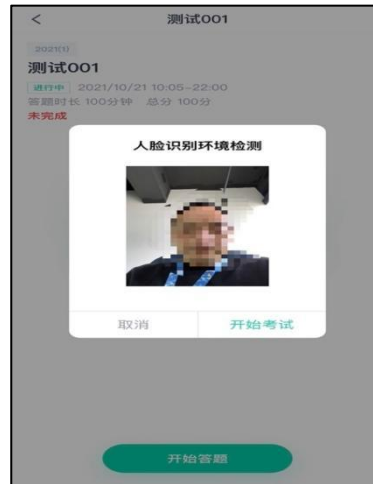 测试001
2021(1)
测试001
进行中 2021/10/21 10:05-22:00
答题时长 100分钟 总分 100分
未完成
人脸识别环境检测
取消 开始考试
开始答题